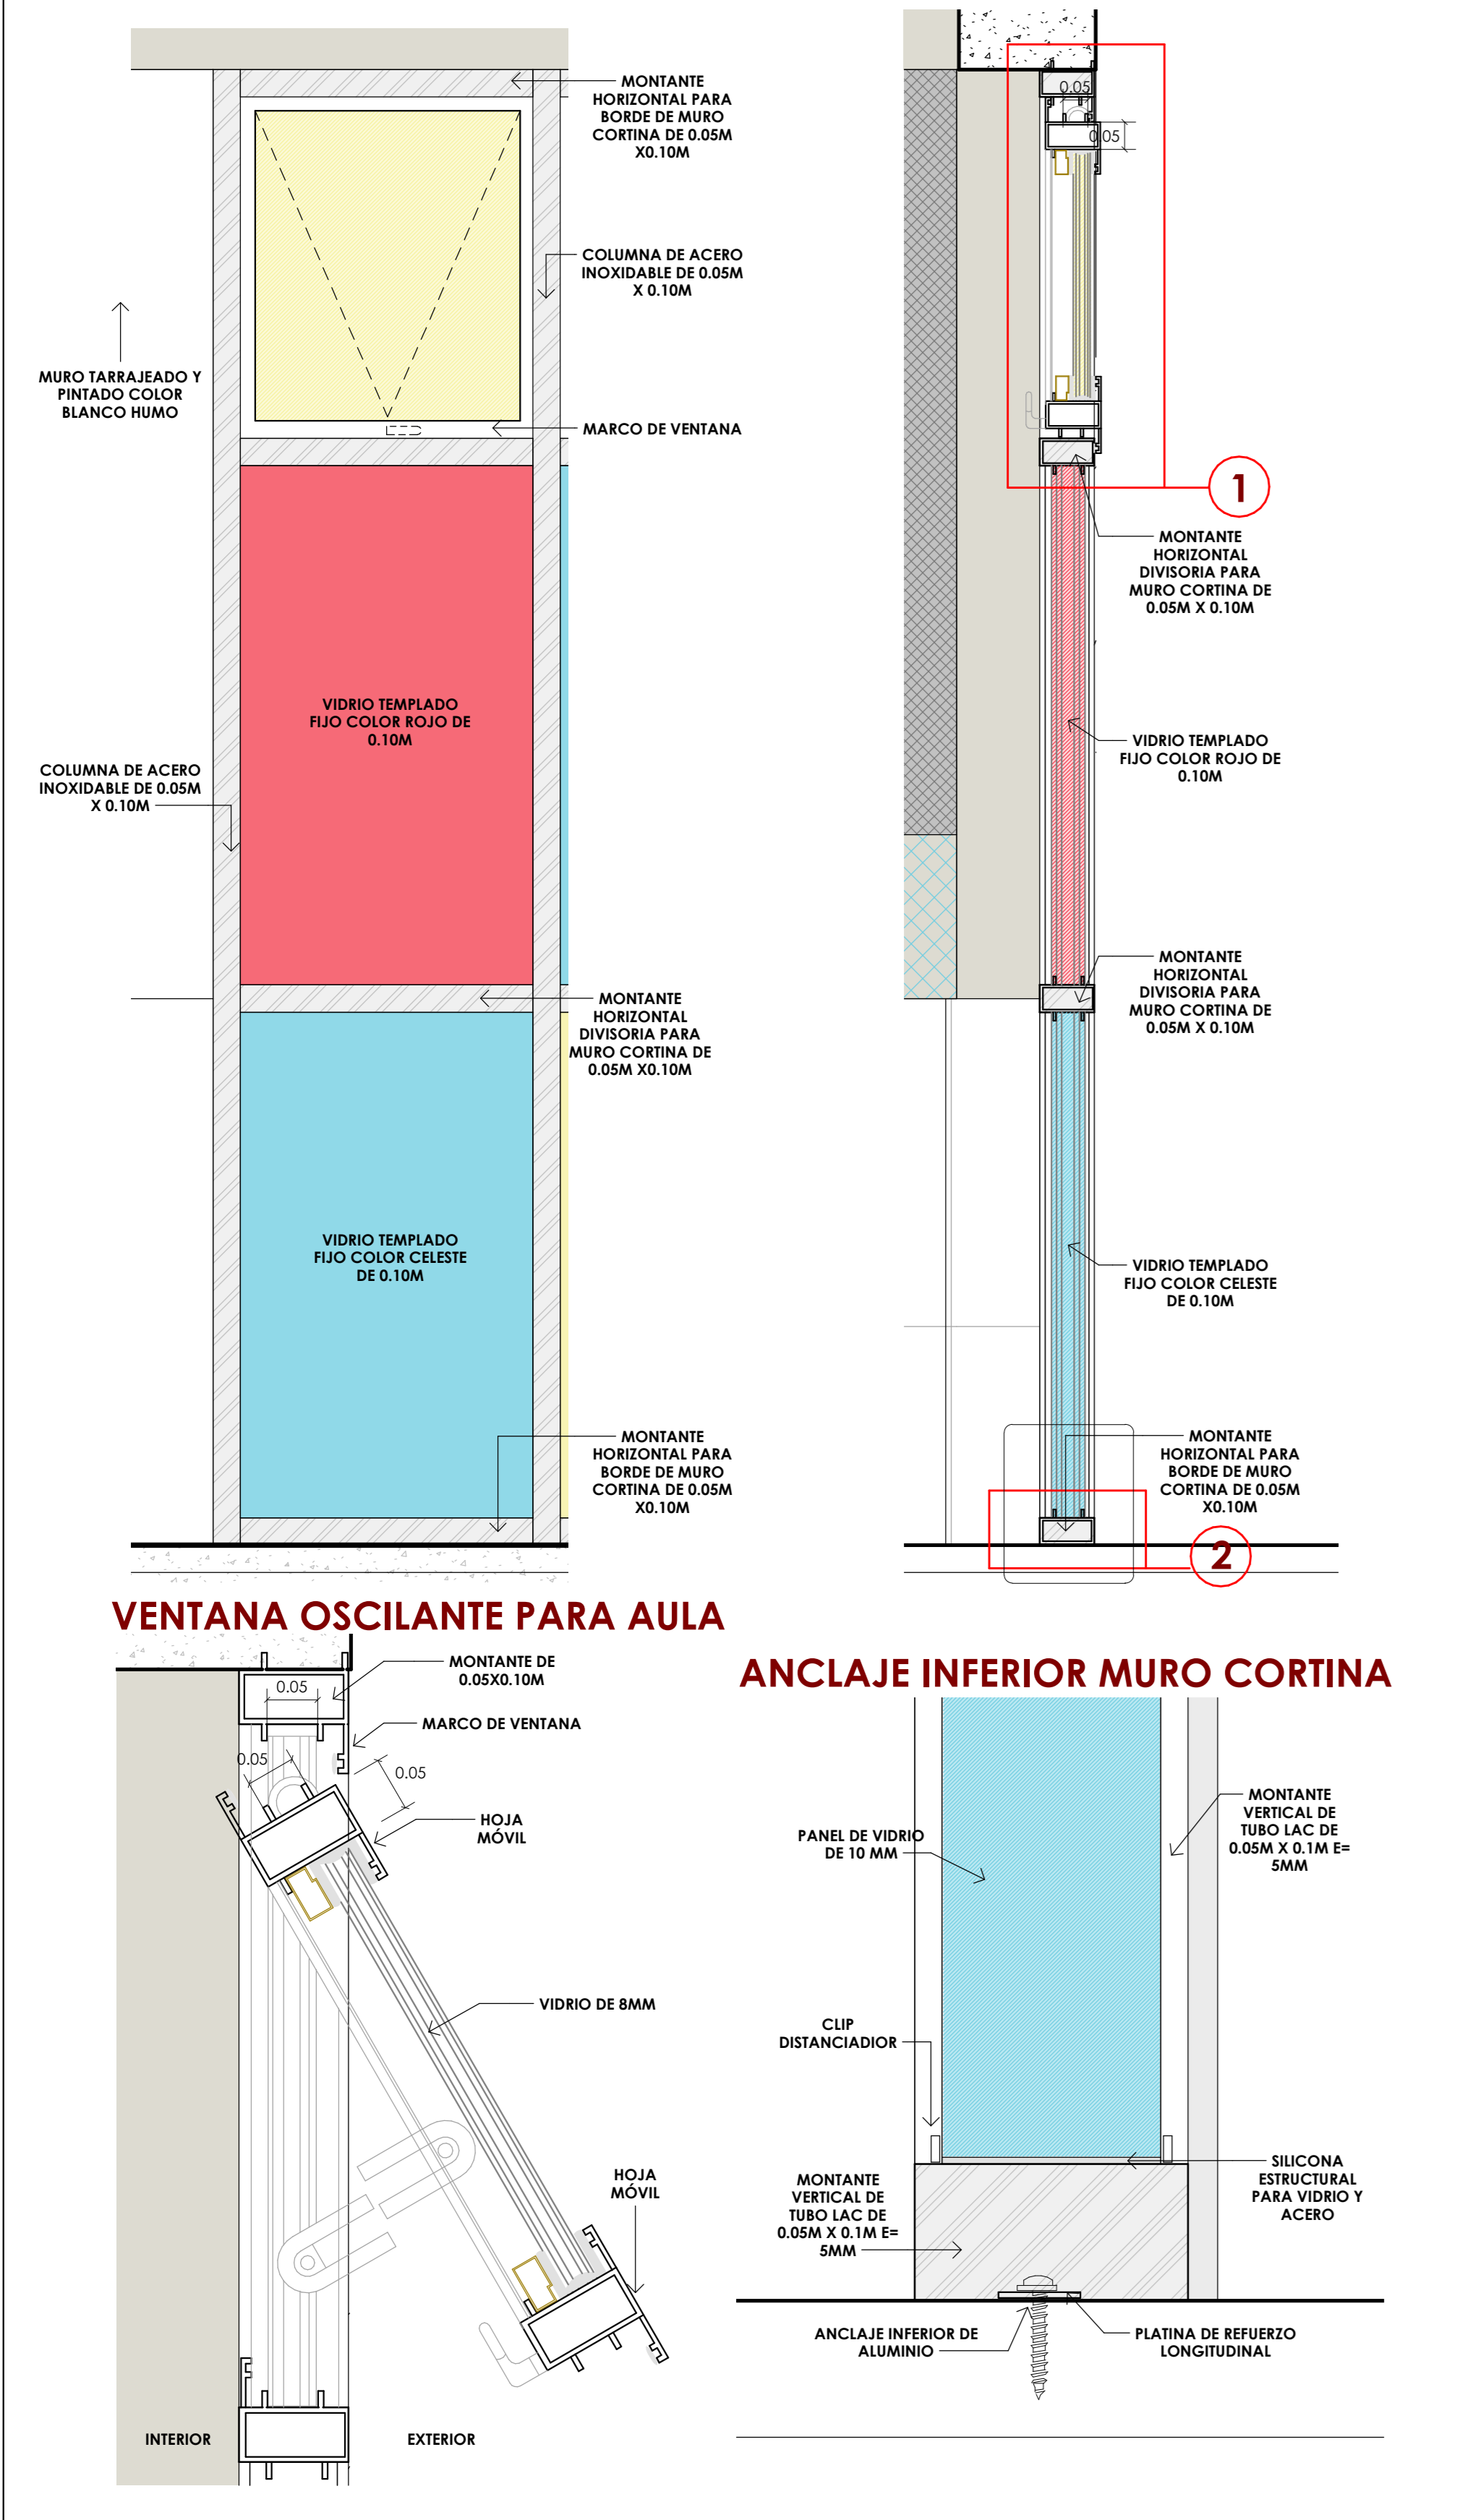 MONTANTE
HORIZONTAL PARA
BORDE DE MURO
CORTINA DE 0.05M
X0.10M
COLUMNA DE ACERO
INOXIDABLE DE 0.05M
X 0.10M
MURO TARRAJEADO Y
PINTADO COLOR
BLANCO HUMO
MARCO DE VENTANA
VIDRIO TEMPLADO
FIJO COLOR ROJO DE
0.10M
COLUMNA DE ACERO
INOXIDABLE DE 0.05M
X 0.10M
MONTANTE
HORIZONTAL
DIVISORIA PARA
MURO CORTINA DE
0.05M X0.10M
VIDRIO TEMPLADO
FIJO COLOR CELESTE
DE 0.10M
MONTANTE
HORIZONTAL PARA
BORDE DE MURO
CORTINA DE 0.05M
X0.10M
0.05
0.05
1
MONTANTE
HORIZONTAL
DIVISORIA PARA
MURO CORTINA DE
0.05M X 0.10M
VIDRIO TEMPLADO
FIJO COLOR ROJO DE
0.10M
MONTANTE
HORIZONTAL
DIVISORIA PARA
MURO CORTINA DE
0.05M X 0.10M
VIDRIO TEMPLADO
FIJO COLOR CELESTE
DE 0.10M
MONTANTE
HORIZONTAL PARA
BORDE DE MURO
CORTINA DE 0.05M
X0.10M
2
VENTANA OSCILANTE PARA AULA
MONTANTE DE
0.05X0.10M
0.05
MARCO DE VENTANA
0.05
0.05
HOJA
MÓVIL
VIDRIO DE 8MM
HOJA
MÓVIL
INTERIOR
EXTERIOR
ANCLAJE INFERIOR MURO CORTINA
MONTANTE
VERTICAL DE
TUBO LAC DE
0.05M X 0.1M E=
5MM
PANEL DE VIDRIO
DE 10 MM
CLIP
DISTANCIADIOR
SILICONA
ESTRUCTURAL
PARA VIDRIO Y
ACERO
MONTANTE
VERTICAL DE
TUBO LAC DE
0.05M X 0.1M E=
5MM
ANCLAJE INFERIOR DE
ALUMINIO
PLATINA DE REFUERZO
LONGITUDINAL